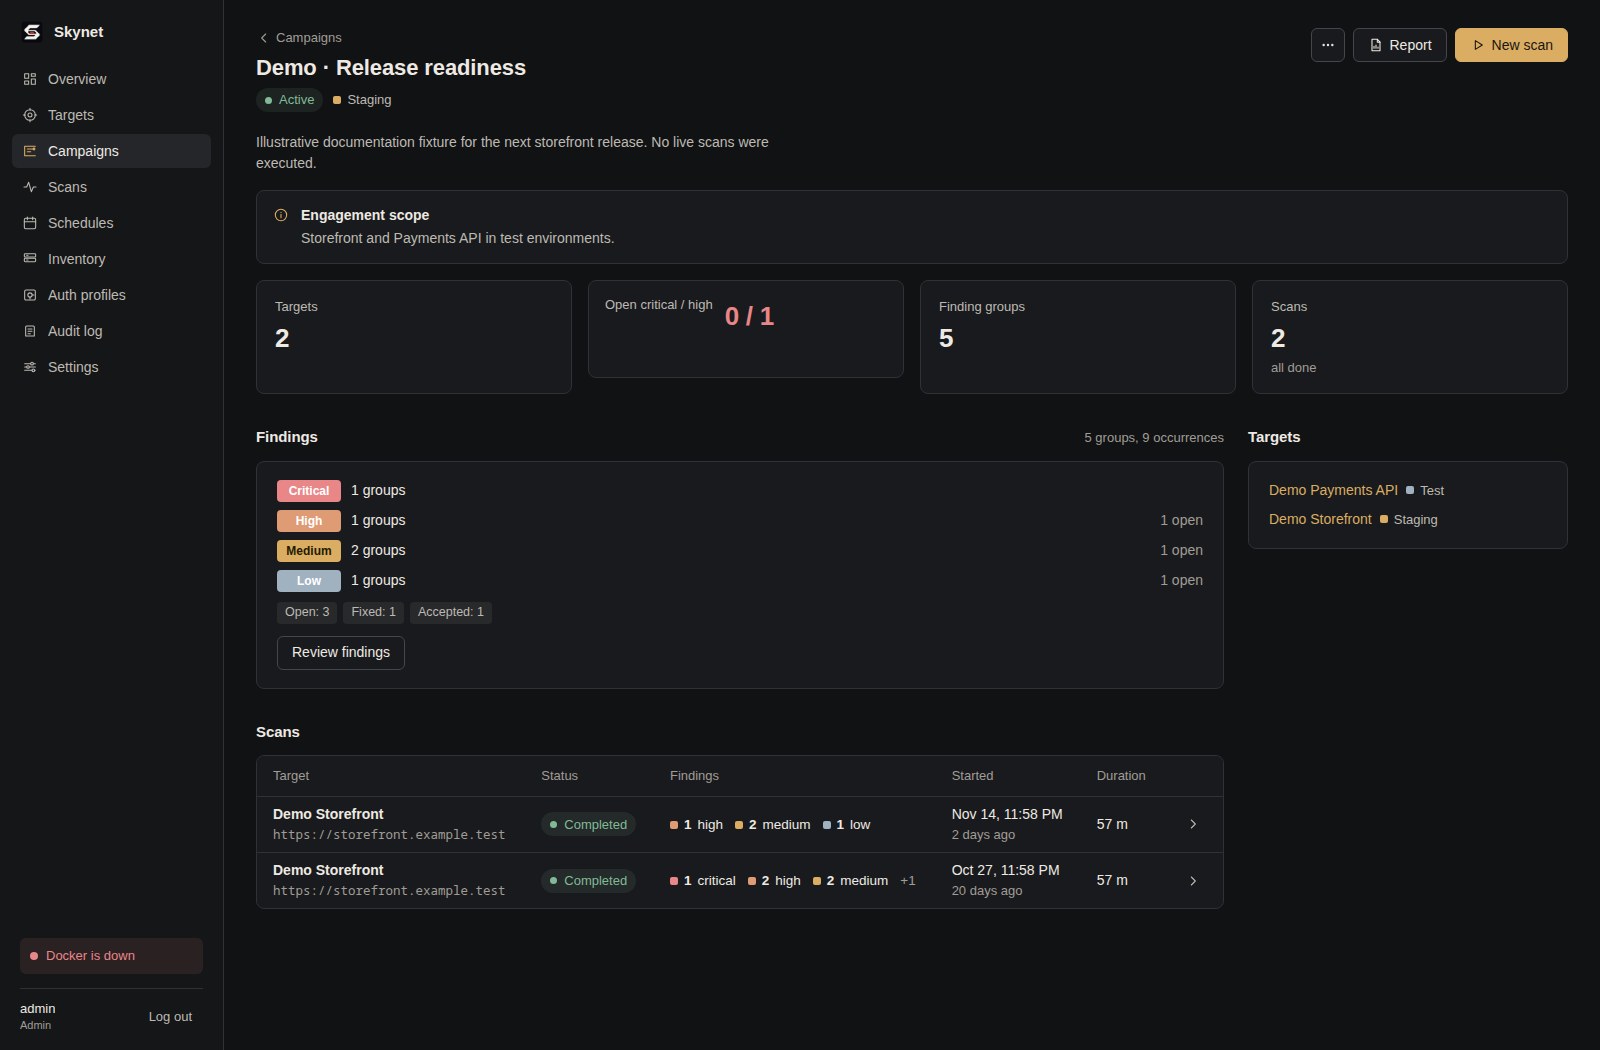 Skynet
Overview
Targets
Campaigns
Scans
Schedules
Inventory
Auth profiles
Audit log
Settings
Docker is down
admin
Admin
Log out
Campaigns
Demo · Release readiness
Active
Staging
Report
New scan
Illustrative documentation fixture for the next storefront release. No live scans were
executed.
Engagement scope
Storefront and Payments API in test environments.
Targets
2
Open critical / high
0 / 1
Finding groups
5
Scans
2
all done
Findings
5 groups, 9 occurrences
Critical 1 groups
High 1 groups 1 open
Medium 2 groups 1 open
Low 1 groups 1 open
Open: 3 Fixed: 1 Accepted: 1
Review findings
Targets
Demo Payments API Test
Demo Storefront Staging
Scans
Target Status Findings Started Duration
Demo Storefront Completed 1 high 2 medium 1 low Nov 14, 11:58 PM 57 m
https://storefront.example.test 2 days ago
Demo Storefront Completed 1 critical 2 high 2 medium +1 Oct 27, 11:58 PM 57 m
https://storefront.example.test 20 days ago